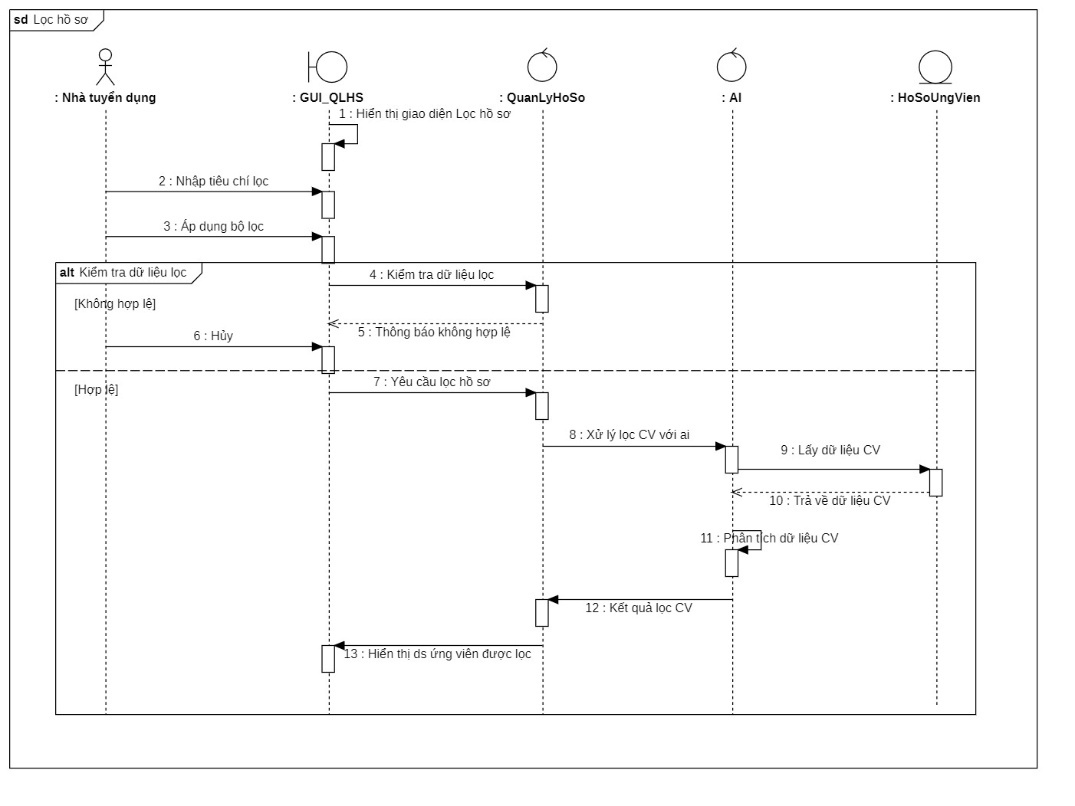 sd Lọc hồ sơ
: Nhà tuyển dụng
: GUI_QLHS
: QuanLyHoSo
: AI
: HoSoUngVien
1 : Hiển thị giao diện Lọc hồ sơ
2 : Nhập tiêu chí lọc
3 : Áp dụng bộ lọc
alt Kiểm tra dữ liệu lọc
4 : Kiểm tra dữ liệu lọc
[Không hợp lệ]
5 : Thông báo không hợp lệ
6 : Hủy
[Hợp lệ]
7 : Yêu cầu lọc hồ sơ
8 : Xử lý lọc CV với ai
9 : Lấy dữ liệu CV
10 : Trả về dữ liệu CV
11 : Phân tích dữ liệu CV
12 : Kết quả lọc CV
13 : Hiển thị ds ứng viên được lọc